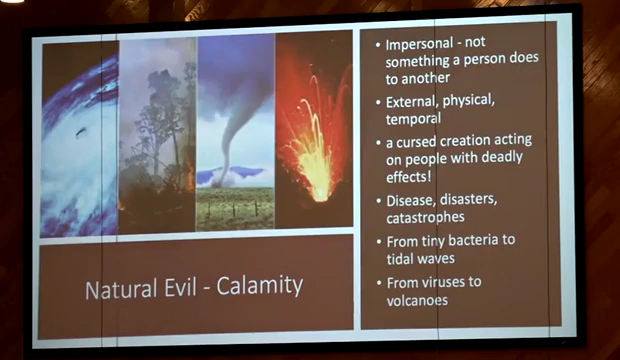 Natural Evil - Calamity
• Impersonal - not
something a person does
to another
• External, physical,
temporal
• a cursed creation acting
on people with deadly
effects!
• Disease, disasters,
catastrophes
• From tiny bacteria to
tidal waves
• From viruses to
volcanoes